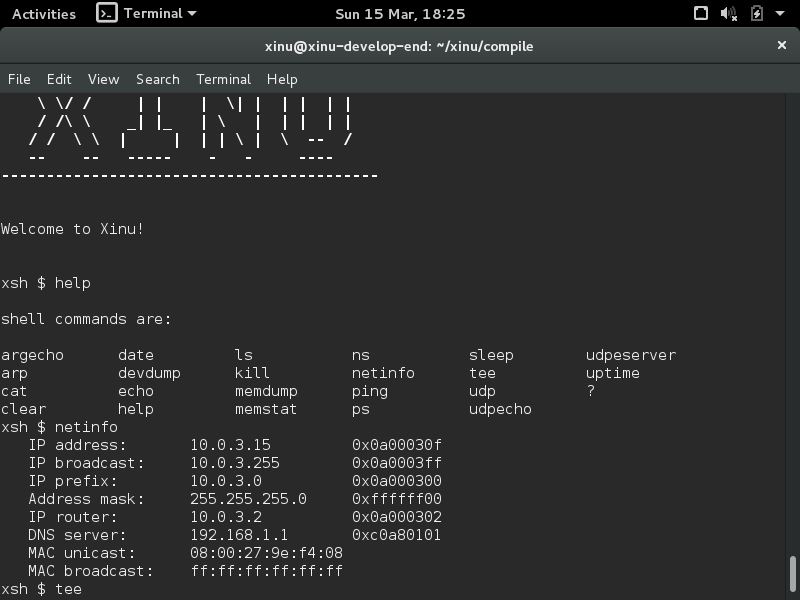 Activities Terminal Sun 15 Mar, 18:25
xinu@xinu-develop-end: ~/xinu/compile
File Edit View Search Terminal Help
Welcome to Xinu!
xsh $ help
shell commands are:
argecho date ls ns sleep udpeserver
arp devdump kill netinfo tee uptime
cat echo memdump ping udp ?
clear help memstat ps udpecho
xsh $ netinfo
IP address: 10.0.3.15 0x0a00030f
IP broadcast: 10.0.3.255 0x0a0003ff
IP prefix: 10.0.3.0 0x0a000300
Address mask: 255.255.255.0 0xffffff00
IP router: 10.0.3.2 0x0a000302
DNS server: 192.168.1.1 0xc0a80101
MAC unicast: 08:00:27:9e:f4:08
MAC broadcast: ff:ff:ff:ff:ff:ff
xsh $ tee